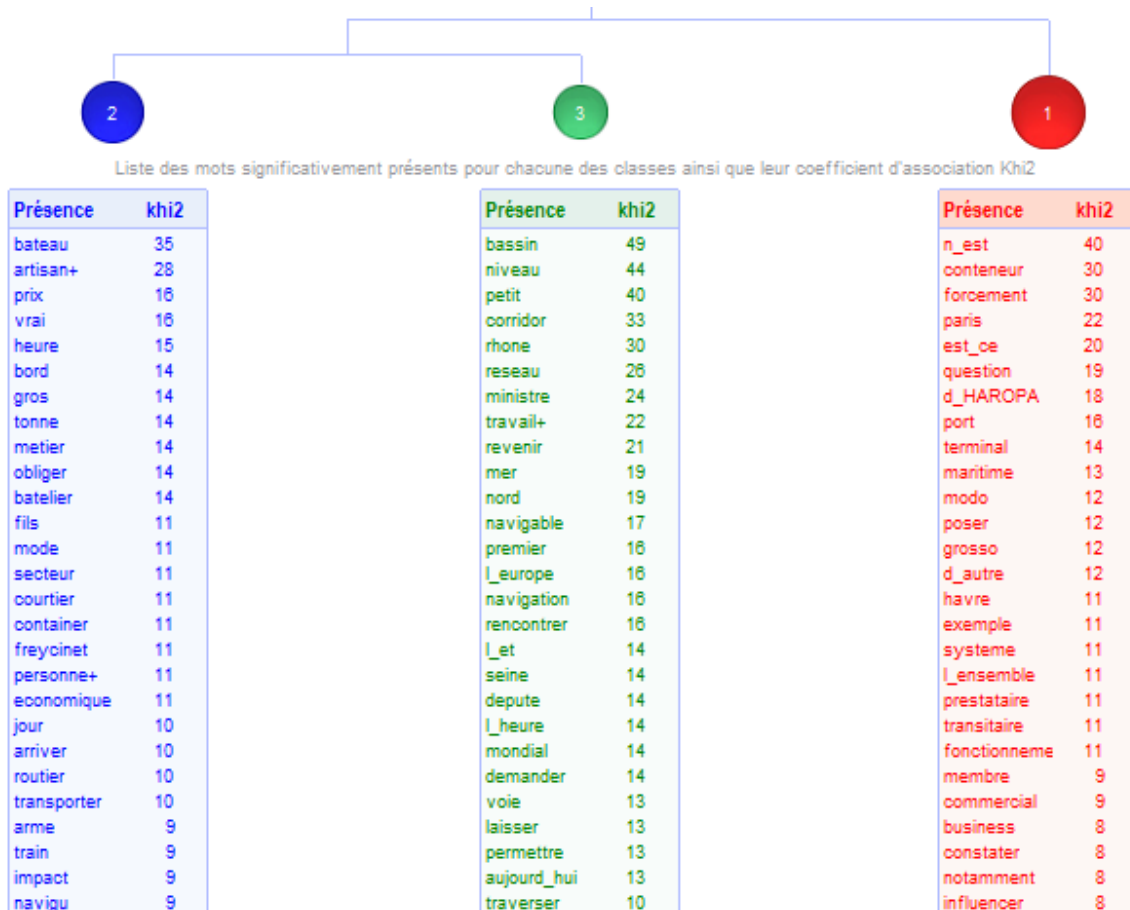 2 3 1
Liste des mots significativement présents pour chacune des classes ainsi que leur coefficient d'association Khi2
Présence khi2
bateau 35
artisan+ 28
prix 16
vrai 16
heure 15
bord 14
gros 14
tonne 14
metier 14
obliger 14
batelier 14
fils 11
mode 11
secteur 11
courtier 11
container 11
freycinet 11
personne+ 11
economique 11
jour 10
arriver 10
routier 10
transporter 10
arme 9
train 9
impact 9
navigu 9
Présence khi2
bassin 49
niveau 44
petit 40
corridor 33
rhone 30
reseau 26
ministre 24
travail+ 22
revenir 21
mer 19
nord 19
navigable 17
premier 16
l_europe 16
navigation 16
rencontrer 16
l_et 14
seine 14
depute 14
l_heure 14
mondial 14
demander 14
voie 13
laisser 13
permettre 13
aujourd_hui 13
traverser 10
Présence khi2
n_est 40
conteneur 30
forcement 30
paris 22
est_ce 20
question 19
d_HAROPA 18
port 16
terminal 14
maritime 13
modo 12
poser 12
grosso 12
d_autre 12
havre 11
exemple 11
systeme 11
l_ensemble 11
prestataire 11
transitaire 11
fonctionneme 11
membre 9
commercial 9
business 8
constater 8
notamment 8
influencer 8